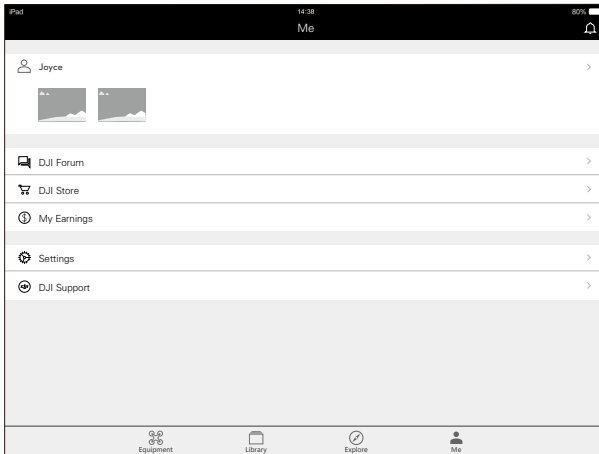 iPad 14:38 80%
Me
Joyce
DJI Forum
DJI Store
My Earnings
Settings
DJI Support
Equipment Library Explore Me